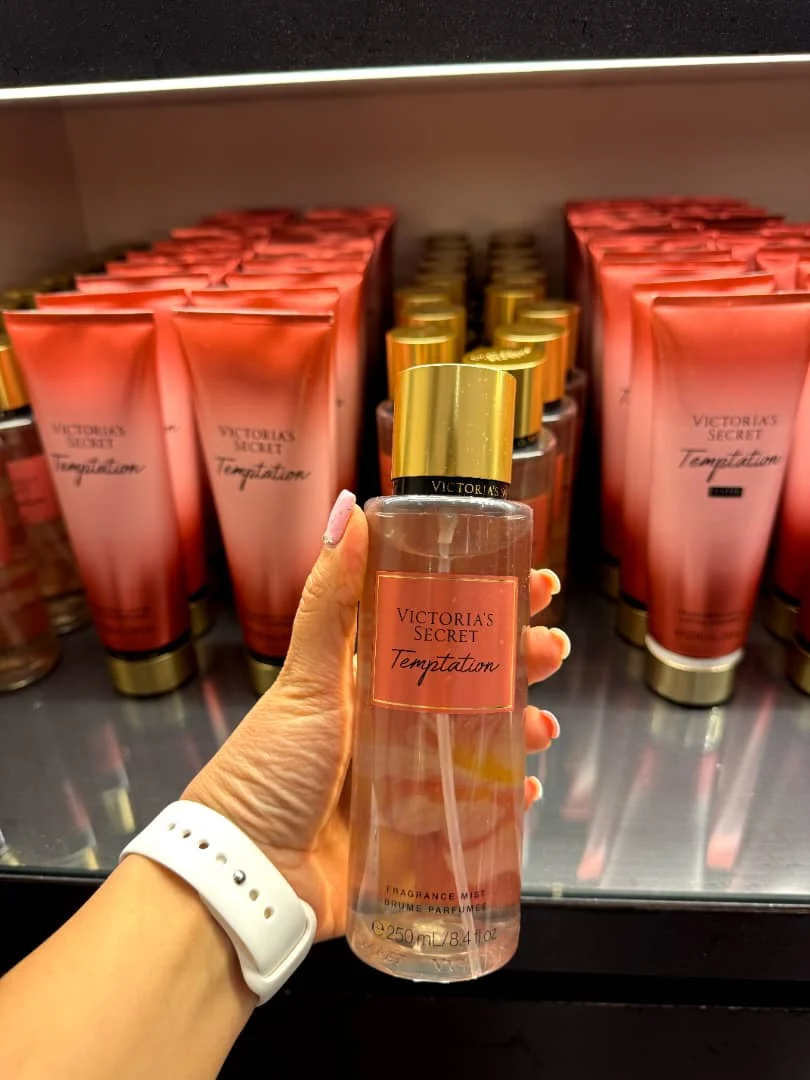 VICTORIA'S
SECRET
Temptation
VICTORIA'S
SECRET
Temptation
VICTORIA'S
SECRET
Temptation
VICTORIA'S
VICTORIA'S
SECRET
Temptation
FRAGRANCE MIST
BRUME PARFUMÉE
℮ 250 mL/8.4 fl oz